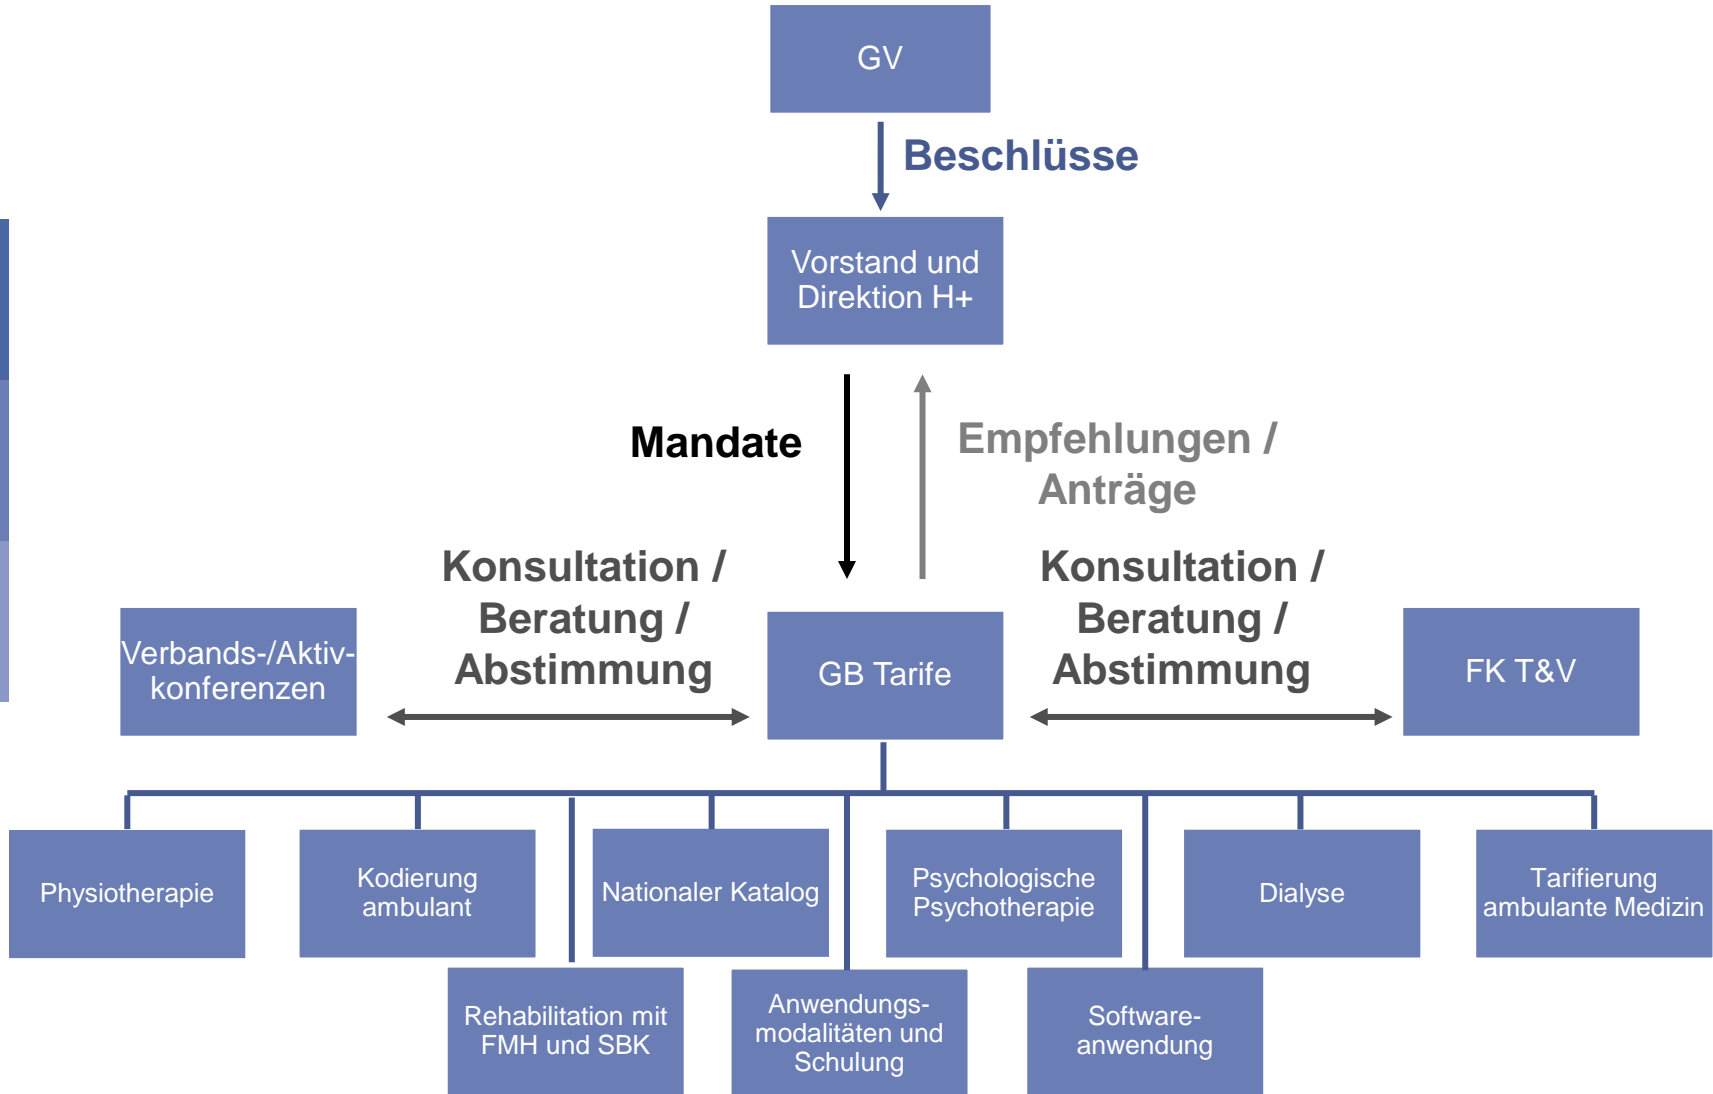 GV
Beschlüsse
Vorstand und
Direktion H+
Mandate
Empfehlungen /
Anträge
Konsultation /
Beratung /
Abstimmung
Konsultation /
Beratung /
Abstimmung
Verbands-/Aktiv-
konferenzen
GB Tarife
FK T&V
Physiotherapie
Kodierung
ambulant
Nationaler Katalog
Psychologische
Psychotherapie
Dialyse
Tarifierung
ambulante Medizin
Rehabilitation mit
FMH und SBK
Anwendungs-
modalitäten und
Schulung
Software-
anwendung